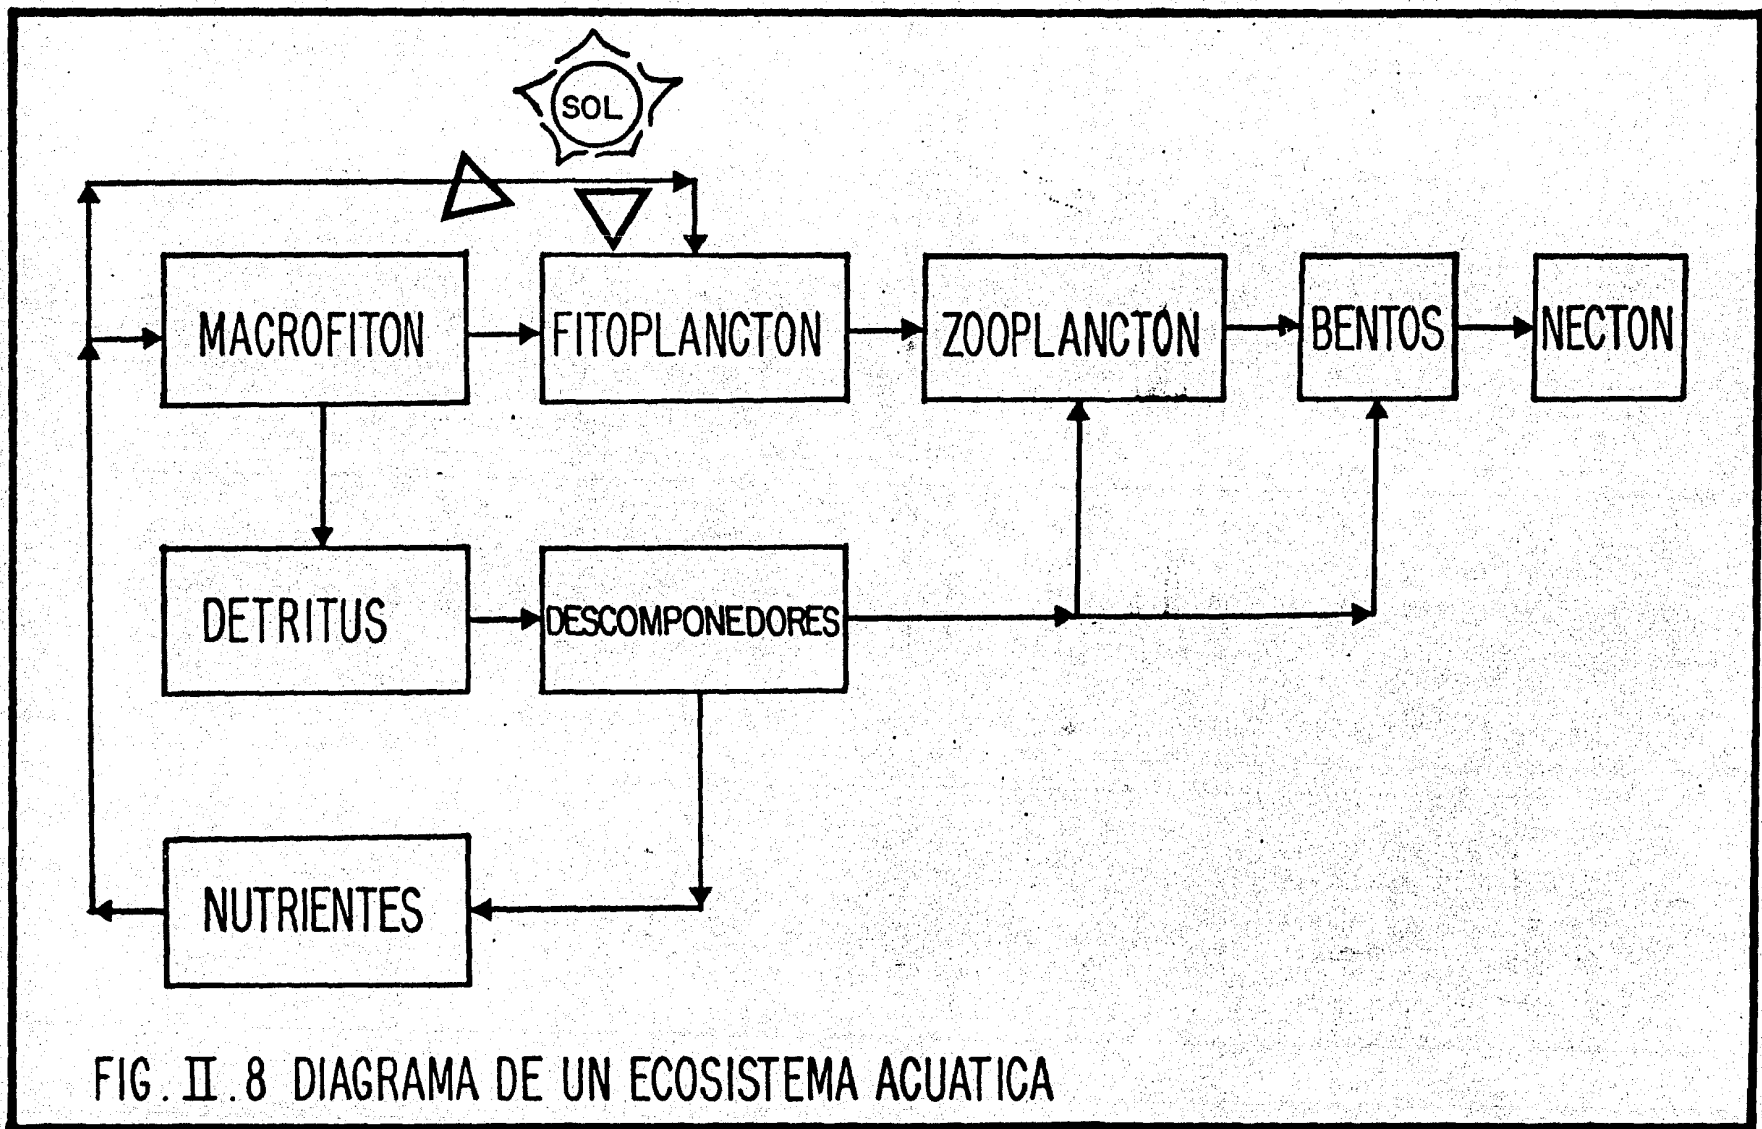 SOL
MACROFITON
FITOPLANCTON
ZOOPLANCTON
BENTOS
NECTON
DETRITUS
DESCOMPONEDORES
NUTRIENTES
FIG. II.8 DIAGRAMA DE UN ECOSISTEMA ACUATICA